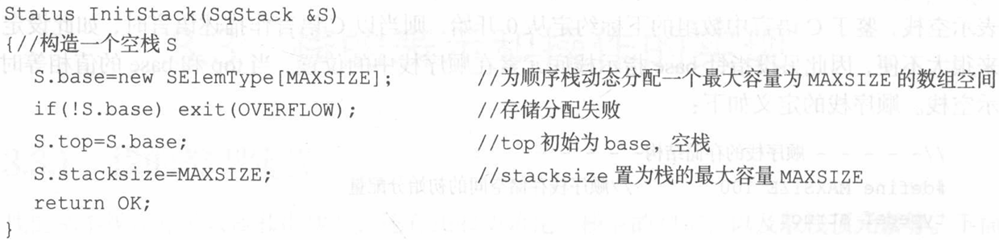 Status InitStack(SqStack &S)
{//构造一个空栈 S
S.base=new SElemType[MAXSIZE]; //为顺序栈动态分配一个最大容量为 MAXSIZE 的数组空间
if(!S.base) exit(OVERFLOW); //存储分配失败
S.top=S.base; //top 初始为 base, 空栈
S.stacksize=MAXSIZE; //stacksize 置为栈的最大容量 MAXSIZE
return OK;
}